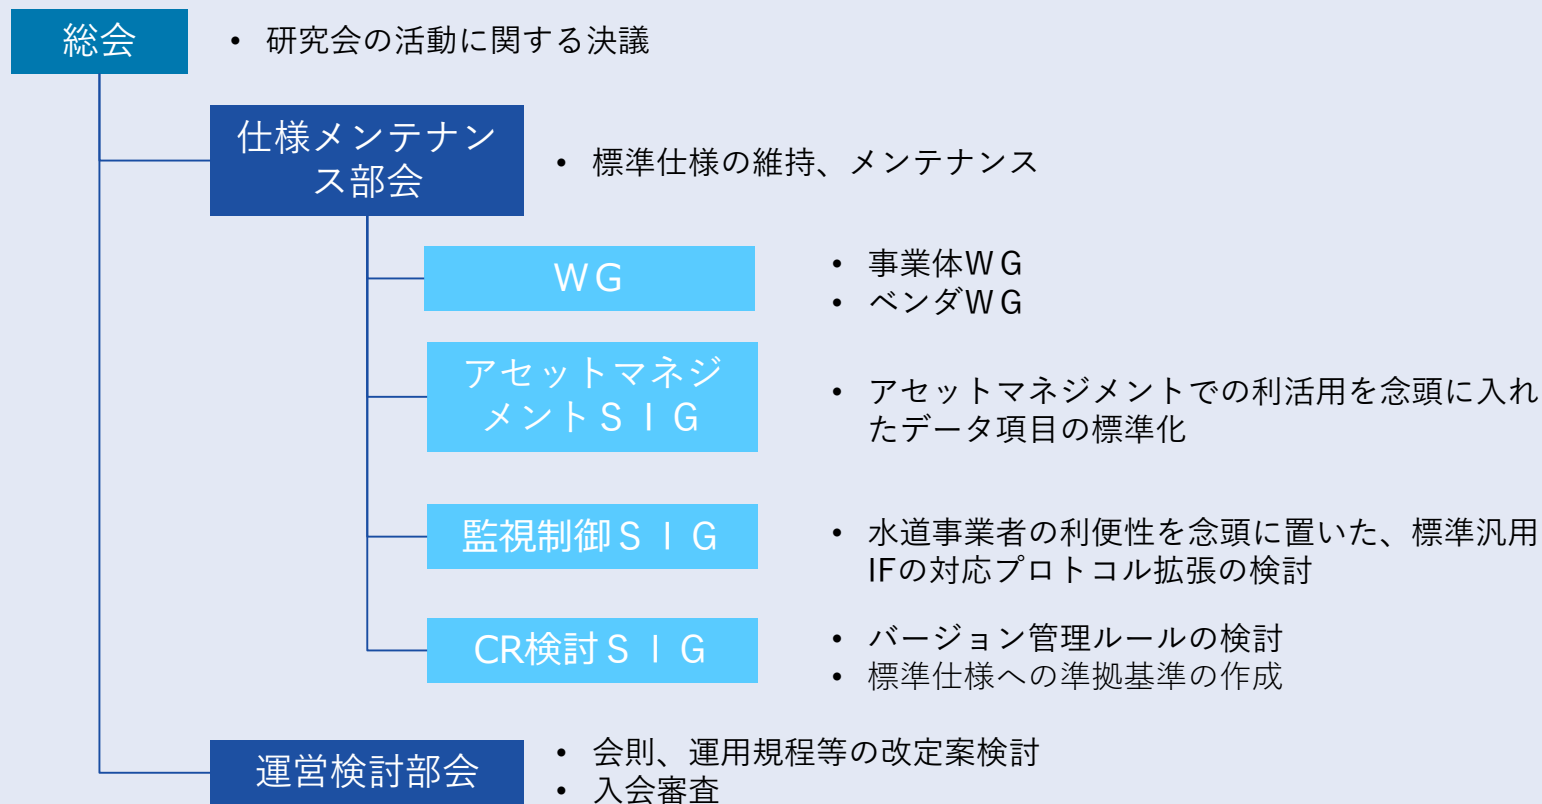 総会
• 研究会の活動に関する決議
仕様メンテナン
ス部会
• 標準仕様の維持、メンテナンス
ＷＧ
• 事業体ＷＧ
• ベンダＷＧ
アセットマネジ
メントＳＩＧ
• アセットマネジメントでの利活用を念頭に入れ
たデータ項目の標準化
監視制御ＳＩＧ
• 水道事業者の利便性を念頭に置いた、標準汎用
IFの対応プロトコル拡張の検討
CR検討ＳＩＧ
• バージョン管理ルールの検討
• 標準仕様への準拠基準の作成
運営検討部会
• 会則、運用規程等の改定案検討
• 入会審査